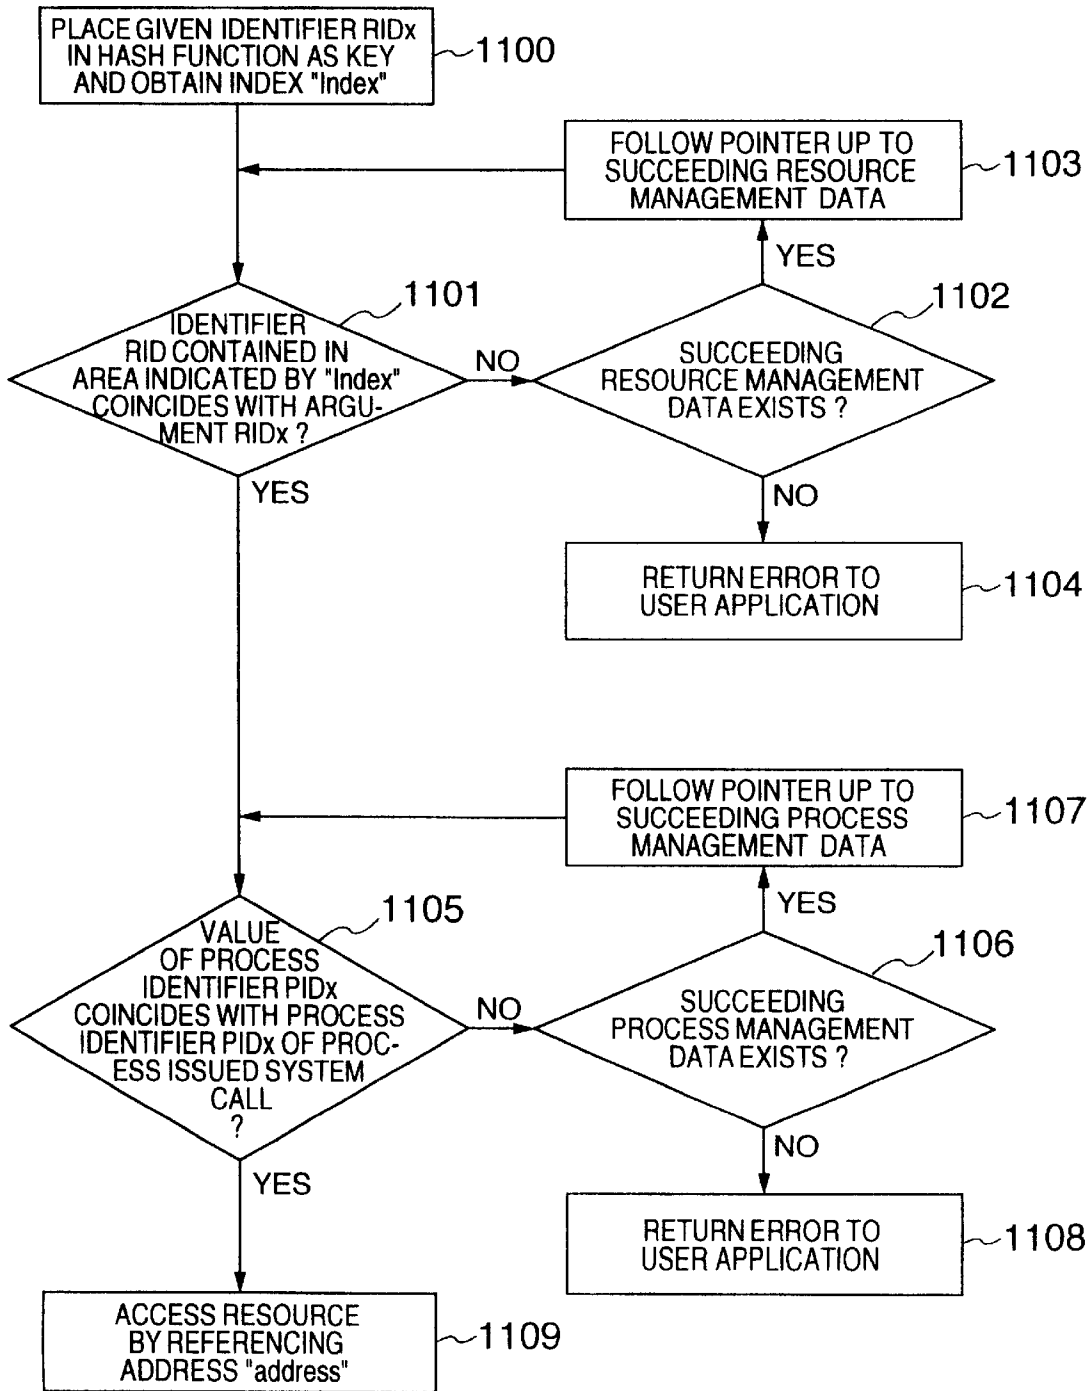 PLACE GIVEN IDENTIFIER RIDx
IN HASH FUNCTION AS KEY
AND OBTAIN INDEX "Index"
1100
FOLLOW POINTER UP TO
SUCCEEDING RESOURCE
MANAGEMENT DATA
1103
YES
1101
IDENTIFIER
RID CONTAINED IN
AREA INDICATED BY "Index"
COINCIDES WITH ARGU-
MENT RIDx ?
NO
1102
SUCCEEDING
RESOURCE MANAGEMENT
DATA EXISTS ?
YES
NO
RETURN ERROR TO
USER APPLICATION
1104
FOLLOW POINTER UP TO
SUCCEEDING PROCESS
MANAGEMENT DATA
1107
YES
1105
VALUE
OF PROCESS
IDENTIFIER PIDx
COINCIDES WITH PROCESS
IDENTIFIER PIDx OF PROC-
ESS ISSUED SYSTEM
CALL
?
NO
1106
SUCCEEDING
PROCESS MANAGEMENT
DATA EXISTS ?
YES
NO
RETURN ERROR TO
USER APPLICATION
1108
ACCESS RESOURCE
BY REFERENCING
ADDRESS "address"
1109